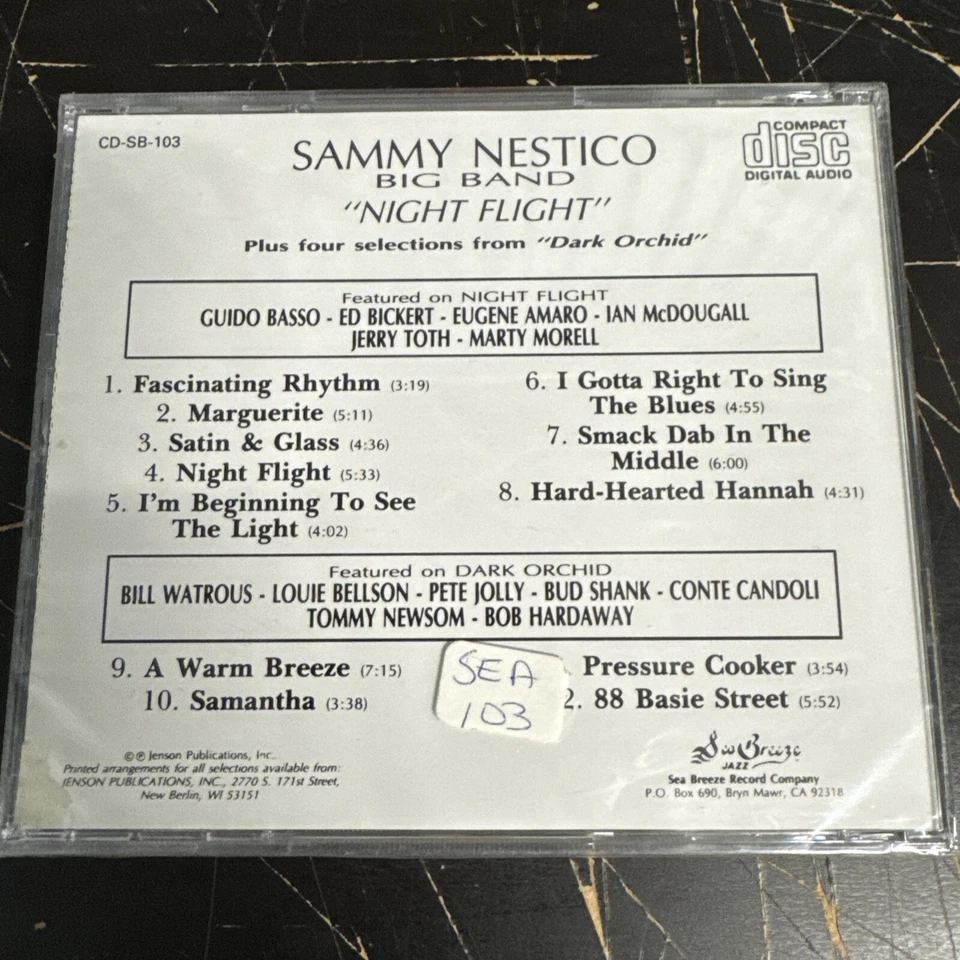 CD-SB-103
COMPACT
disc
DIGITAL AUDIO
SAMMY NESTICO
BIG BAND
"NIGHT FLIGHT"
Plus four selections from "Dark Orchid"
Featured on NIGHT FLIGHT
GUIDO BASSO - ED BICKERT - EUGENE AMARO - IAN McDOUGALL
JERRY TOTH - MARTY MORELL
1. Fascinating Rhythm (3:19)
2. Marguerite (5:11)
3. Satin & Glass (4:36)
4. Night Flight (5:33)
5. I'm Beginning To See
The Light (4:02)
6. I Gotta Right To Sing
The Blues (4:55)
7. Smack Dab In The
Middle (6:00)
8. Hard-Hearted Hannah (4:31)
Featured on DARK ORCHID
BILL WATROUS - LOUIE BELLSON - PETE JOLLY - BUD SHANK - CONTE CANDOLI
TOMMY NEWSOM - BOB HARDAWAY
9. A Warm Breeze (7:15)
10. Samantha (3:38)
SEA
103
. Pressure Cooker (3:54)
2. 88 Basie Street (5:52)
©℗ Jenson Publications, Inc.
Printed arrangements for all selections available from:
JENSON PUBLICATIONS, INC., 2770 S. 171st Street,
New Berlin, WI 53151
Sea Breeze
JAZZ
Sea Breeze Record Company
P.O. Box 690, Bryn Mawr, CA 92318